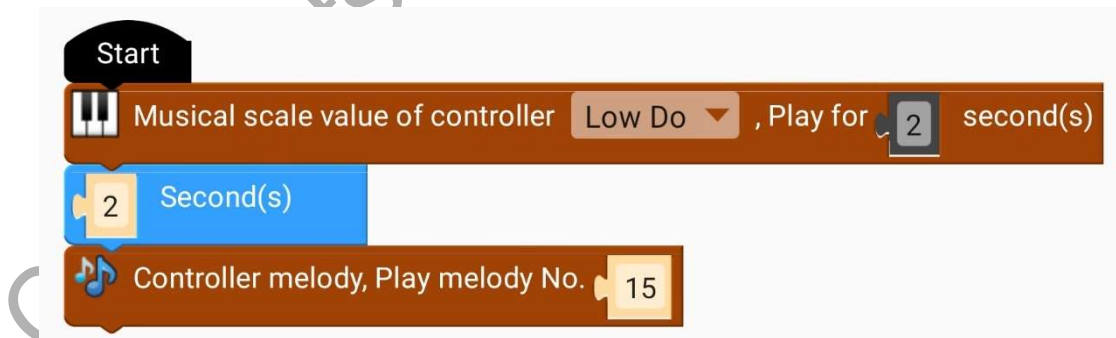 Start
Musical scale value of controller Low Do , Play for 2 second(s)
2 Second(s)
Controller melody, Play melody No. 15